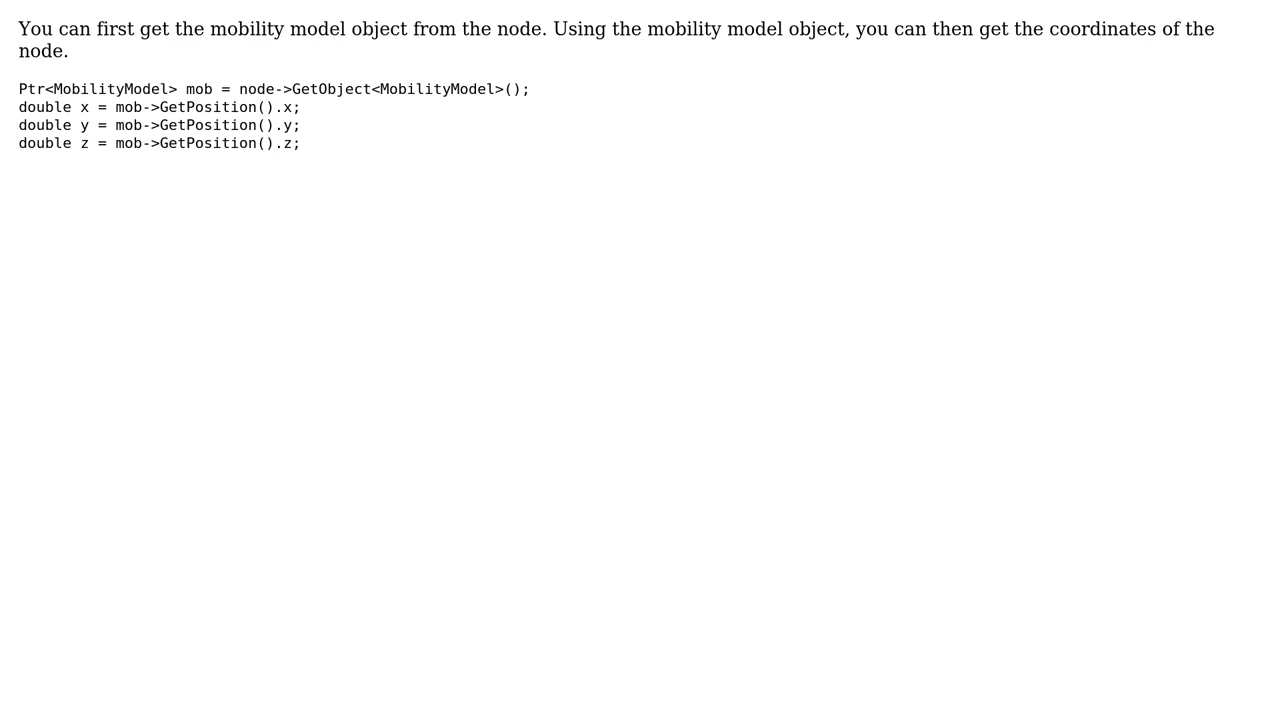 You can first get the mobility model object from the node. Using the mobility model object, you can then get the coordinates of the
node.
Ptr<MobilityModel> mob = node->GetObject<MobilityModel>();
double x = mob->GetPosition().x;
double y = mob->GetPosition().y;
double z = mob->GetPosition().z;